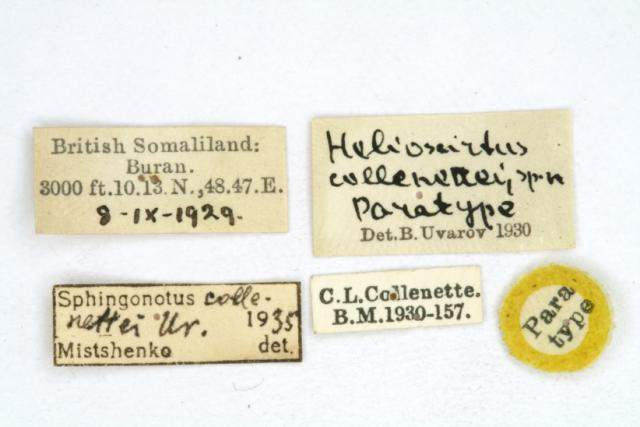 British Somaliland:
Buran.
3000 ft.10.13.N.,48.47.E.
8-IX-1929.
Helioscirtus
collenettei, sp. n
Paratype
Det.B.Uvarov 1930
Sphingonotus colle-
nettei Uv. 1935
Mistshenko det.
C.L.Collenette.
B.M.1930-157.
Para
type